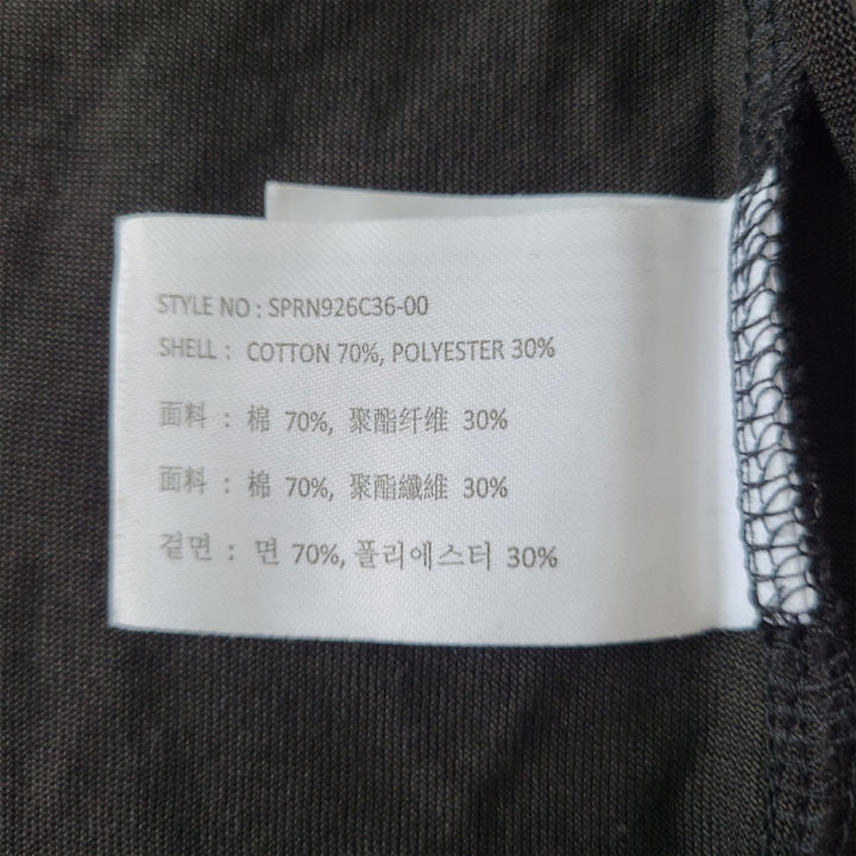 STYLE NO : SPRN926C36-00
SHELL : COTTON 70%, POLYESTER 30%
面料 : 棉 70%, 聚酯纤维 30%
面料 : 棉 70%, 聚酯纖維 30%
겉면 : 면 70%, 폴리에스터 30%